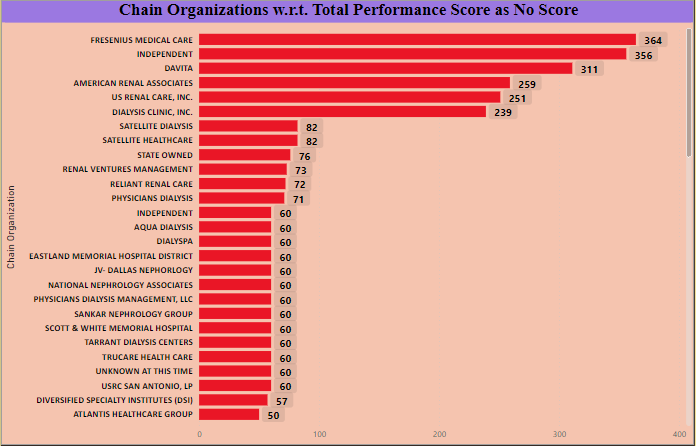 Chain Organizations w.r.t. Total Performance Score as No Score
Chain Organization
FRESENIUS MEDICAL CARE 364
INDEPENDENT 356
DAVITA 311
AMERICAN RENAL ASSOCIATES 259
US RENAL CARE, INC. 251
DIALYSIS CLINIC, INC. 239
SATELLITE DIALYSIS 82
SATELLITE HEALTHCARE 82
STATE OWNED 76
RENAL VENTURES MANAGEMENT 73
RELIANT RENAL CARE 72
PHYSICIANS DIALYSIS 71
INDEPENDENT 60
AQUA DIALYSIS 60
DIALYSPA 60
EASTLAND MEMORIAL HOSPITAL DISTRICT 60
JV- DALLAS NEPHORLOGY 60
NATIONAL NEPHROLOGY ASSOCIATES 60
PHYSICIANS DIALYSIS MANAGEMENT, LLC 60
SANKAR NEPHROLOGY GROUP 60
SCOTT & WHITE MEMORIAL HOSPITAL 60
TARRANT DIALYSIS CENTERS 60
TRUCARE HEALTH CARE 60
UNKNOWN AT THIS TIME 60
USRC SAN ANTONIO, LP 60
DIVERSIFIED SPECIALTY INSTITUTES (DSI) 57
ATLANTIS HEALTHCARE GROUP 50
0 100 200 300 400